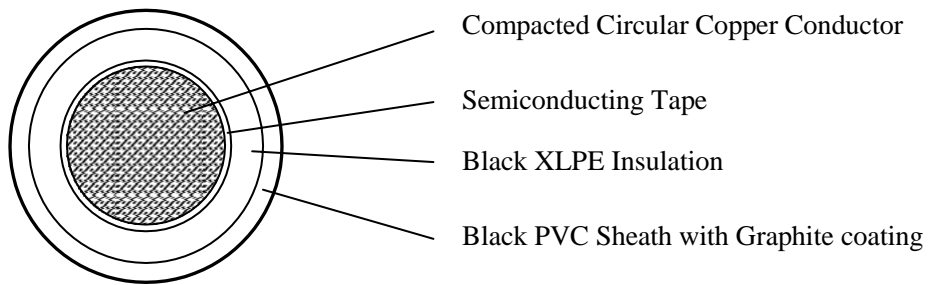 Compacted Circular Copper Conductor
Semiconducting Tape
Black XLPE Insulation
Black PVC Sheath with Graphite coating